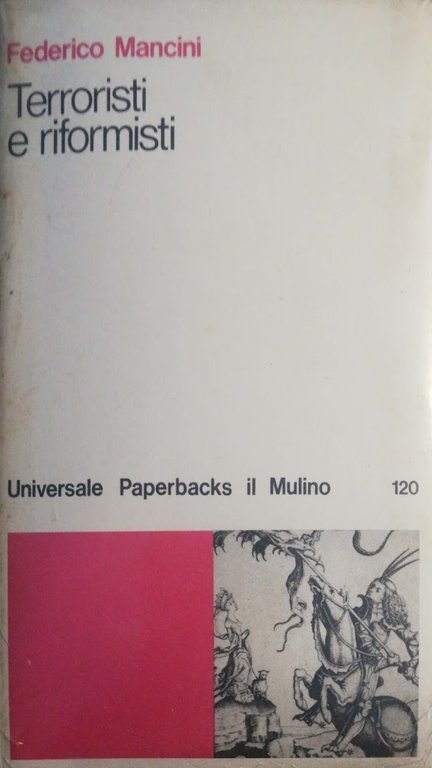 Federico Mancini
Terroristi
e riformisti
Universale Paperbacks il Mulino 120